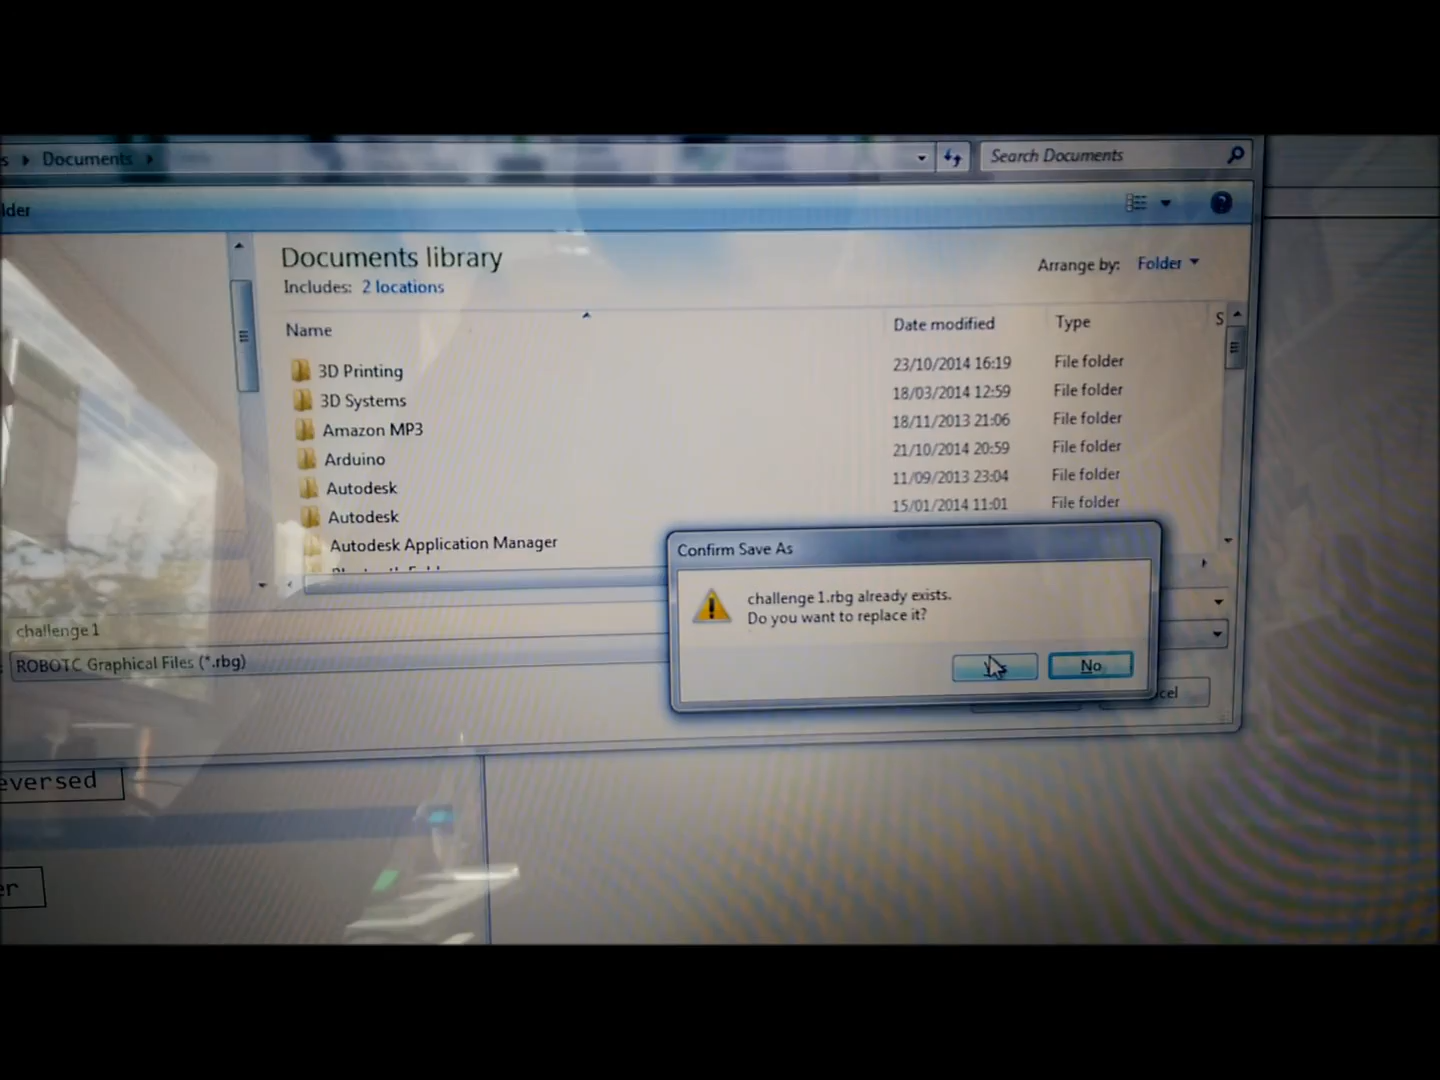 s ▸ Documents ▸
Search Documents
lder
Documents library
Includes: 2 locations
Arrange by: Folder
Name Date modified Type S
3D Printing 23/10/2014 16:19 File folder
3D Systems 18/03/2014 12:59 File folder
Amazon MP3 18/11/2013 21:06 File folder
Arduino 21/10/2014 20:59 File folder
Autodesk 11/09/2013 23:04 File folder
Autodesk 15/01/2014 11:01 File folder
Autodesk Application Manager
Confirm Save As
challenge 1.rbg already exists.
Do you want to replace it?
No
challenge 1
ROBOTC Graphical Files (*.rbg)
cel
eversed
er